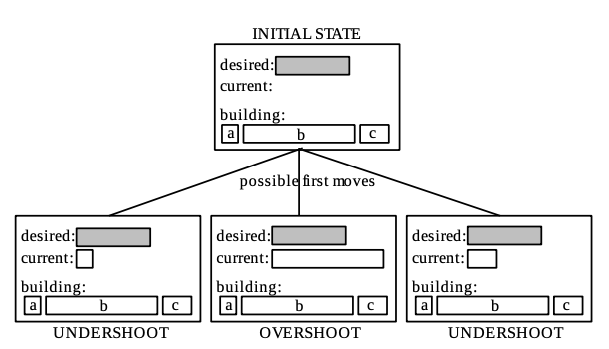 INITIAL STATE
desired:
current:
building:
a b c
possible first moves
desired:
current:
building:
a b c
UNDERSHOOT
desired:
current:
building:
a b c
OVERSHOOT
desired:
current:
building:
a b c
UNDERSHOOT